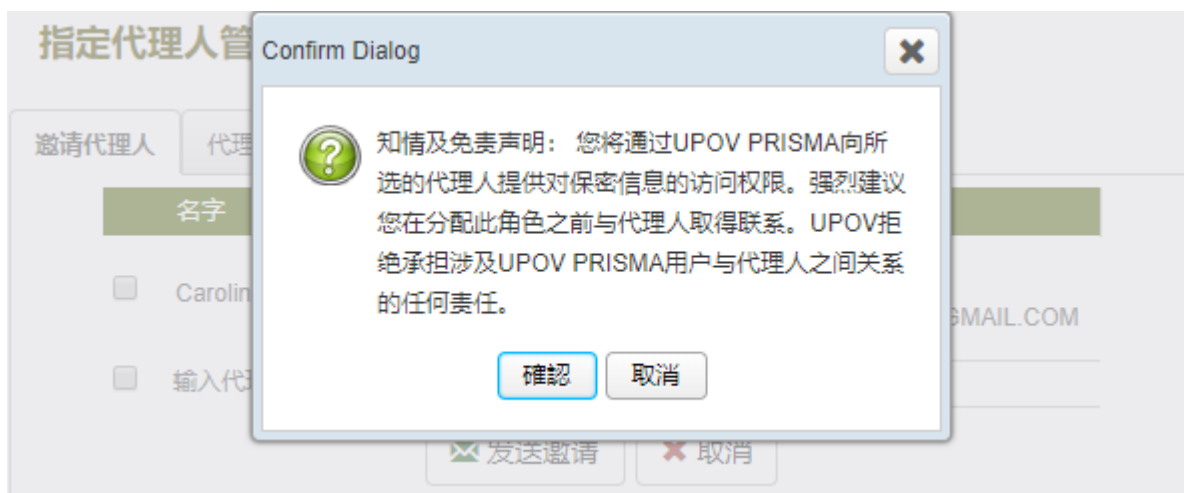 指定代理人管
Confirm Dialog
邀请代理人
代理
知情及免责声明： 您将通过UPOV PRISMA向所
选的代理人提供对保密信息的访问权限。强烈建议
您在分配此角色之前与代理人取得联系。UPOV拒
绝承担涉及UPOV PRISMA用户与代理人之间关系
的任何责任。
名字
Carolin
GMAIL.COM
输入代理
確認
取消
发送邀请
取消